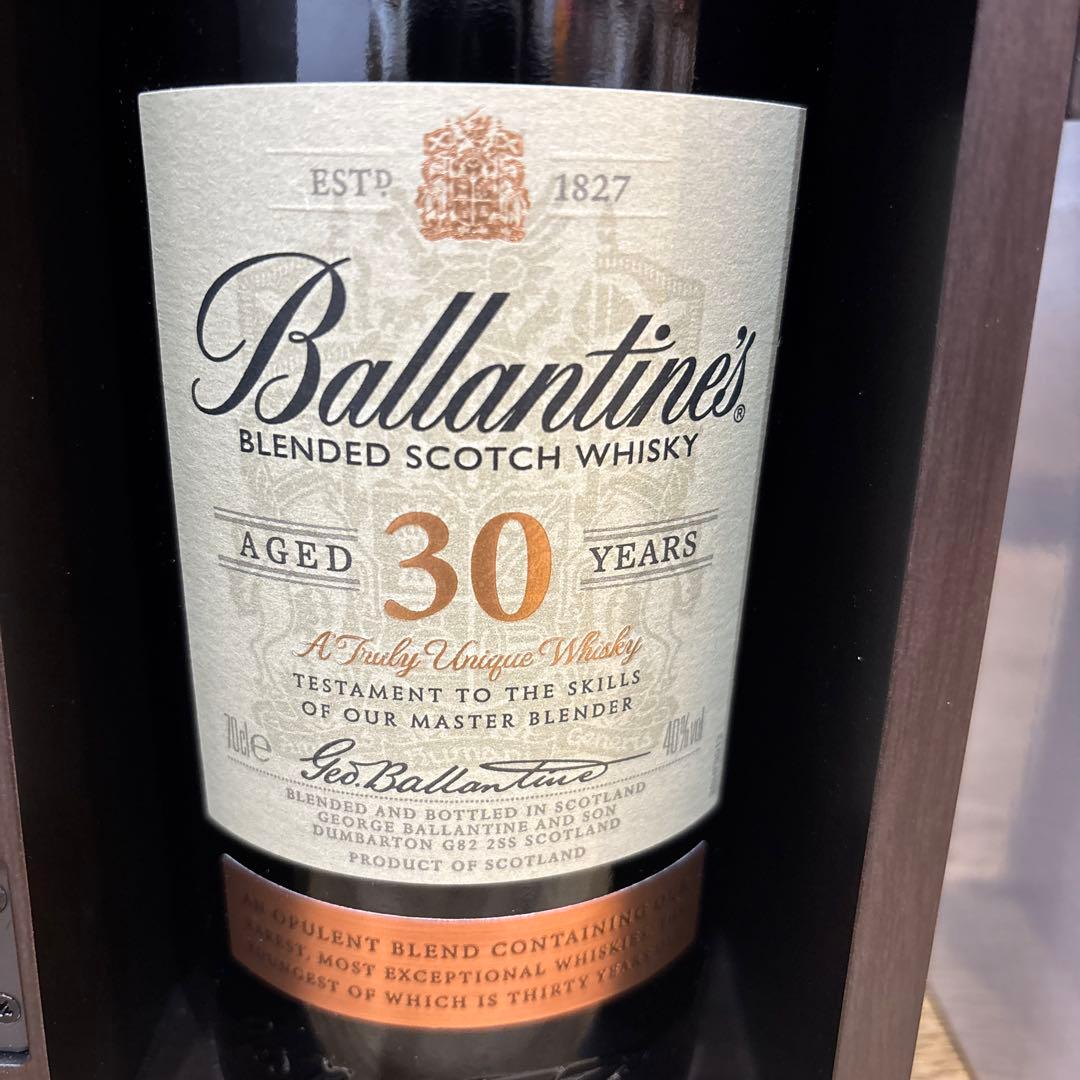 ESTD. 1827
Ballantine's®
BLENDED SCOTCH WHISKY
AGED 30 YEARS
A Truly Unique Whisky
TESTAMENT TO THE SKILLS
OF OUR MASTER BLENDER
70cl e 40%vol
Geo. Ballantine
BLENDED AND BOTTLED IN SCOTLAND
GEORGE BALLANTINE AND SON
DUMBARTON G82 2SS SCOTLAND
PRODUCT OF SCOTLAND
AN OPULENT BLEND CONTAINING
RAREST, MOST EXCEPTIONAL WHISKIES,
YOUNGEST OF WHICH IS THIRTY YEARS